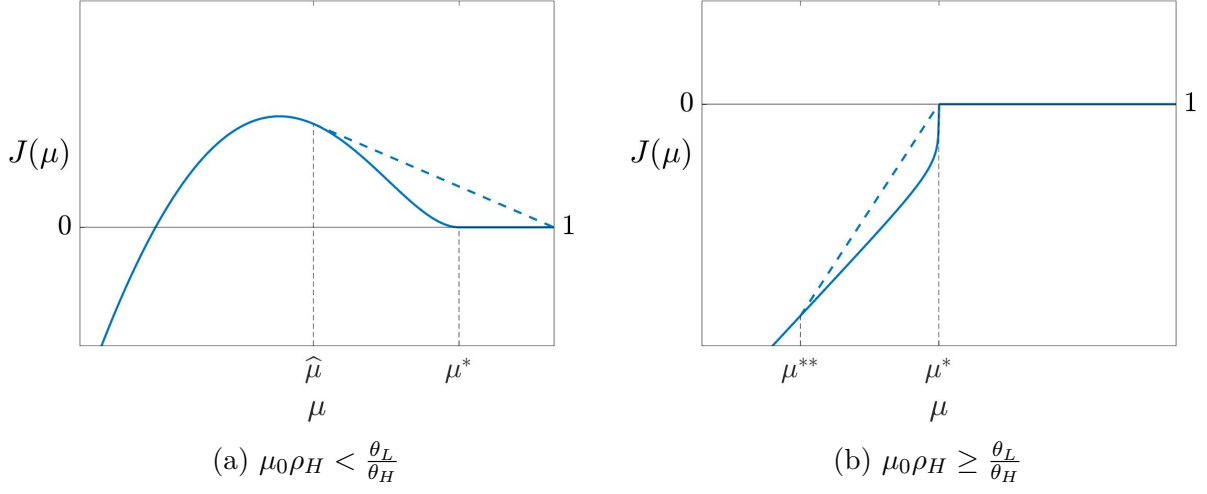 J(μ)
0
1
μ̂
μ*
μ
(a) μ₀ρ_H < θ_L/θ_H
0
1
J(μ)
μ**
μ*
μ
(b) μ₀ρ_H ≥ θ_L/θ_H